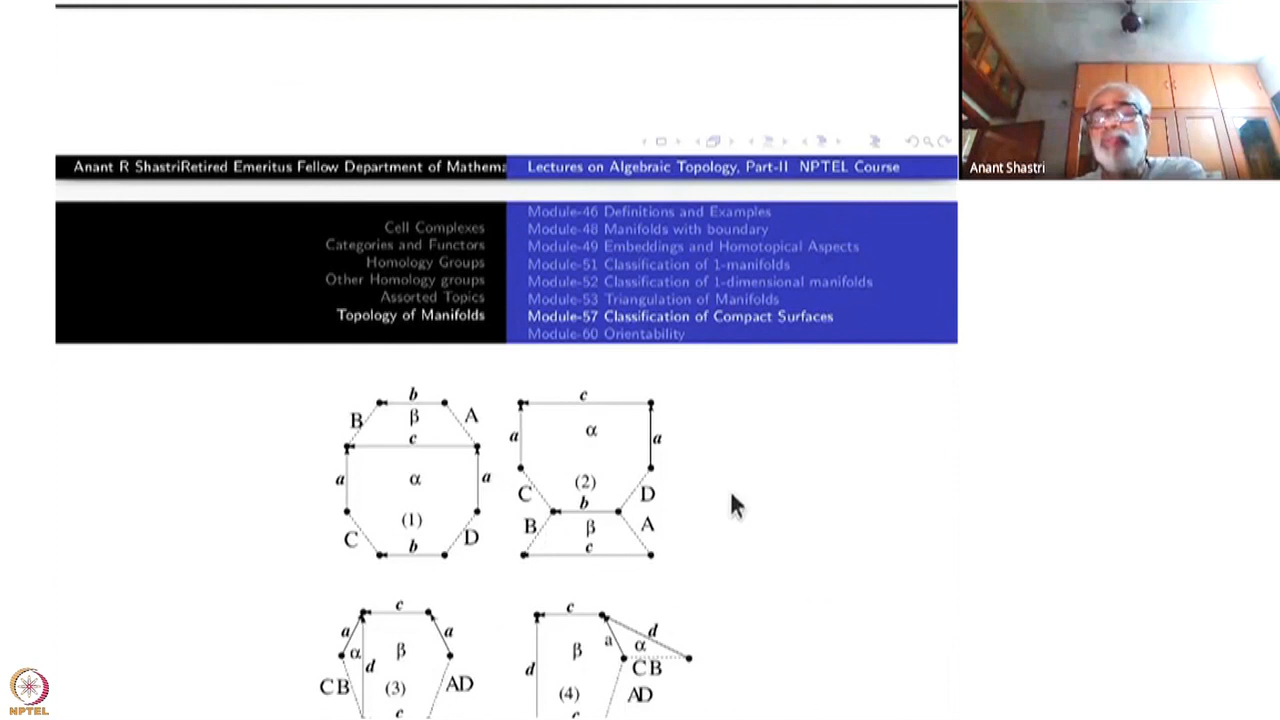 Anant R ShastriRetired Emeritus Fellow Department of Mathema
Lectures on Algebraic Topology, Part-II NPTEL Course
Anant Shastri
Cell Complexes
Categories and Functors
Homology Groups
Other Homology groups
Assorted Topics
Topology of Manifolds
Module-46 Definitions and Examples
Module-48 Manifolds with boundary
Module-49 Embeddings and Homotopical Aspects
Module-51 Classification of 1-manifolds
Module-52 Classification of 1-dimensional manifolds
Module-53 Triangulation of Manifolds
Module-57 Classification of Compact Surfaces
Module-60 Orientability
b
B β A
c
a α a
(1)
C D
b
c
a α a
(2)
C D
b
B β A
c
c
a a
α β
d
CB (3) AD
c
c
d
β a α
d CB
(4) AD
c
NPTEL